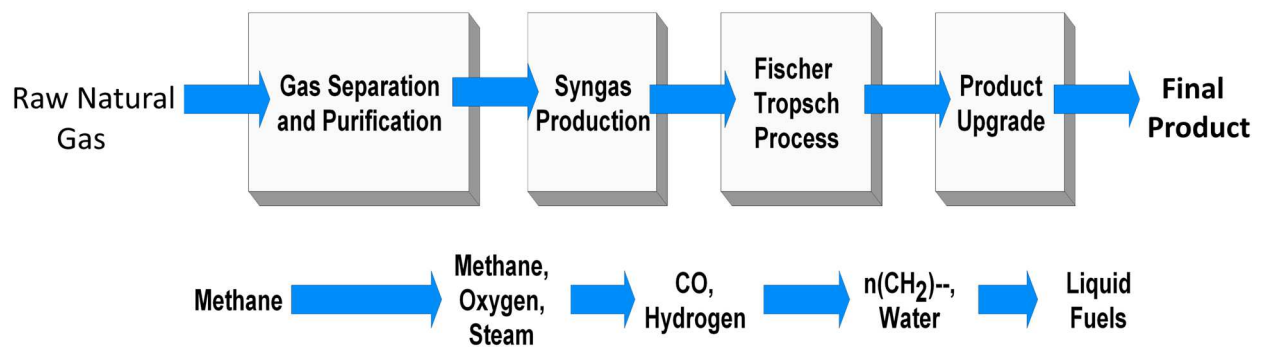 Raw Natural
Gas
Gas Separation
and Purification
Syngas
Production
Fischer
Tropsch
Process
Product
Upgrade
Final
Product
Methane
Methane,
Oxygen,
Steam
CO,
Hydrogen
n(CH2)--,
Water
Liquid
Fuels